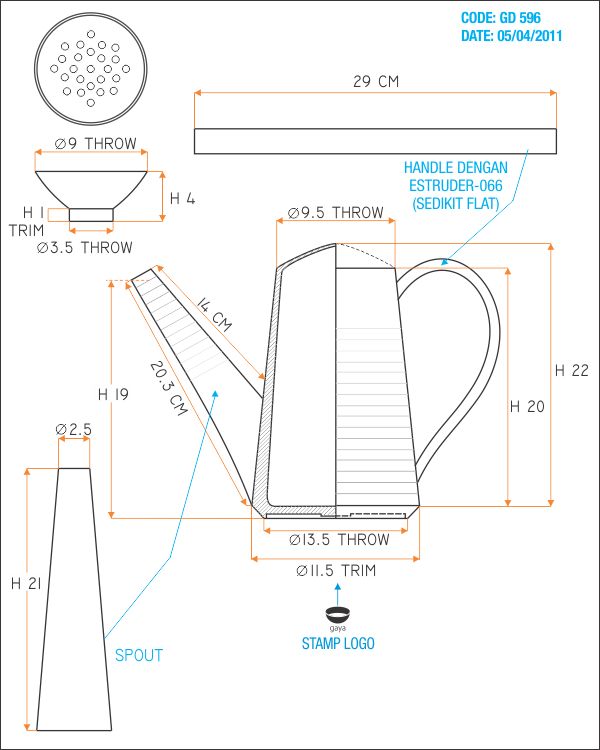 CODE: GD 596
DATE: 05/04/2011
29 CM
Ø9 THROW
HANDLE DENGAN
ESTRUDER-066
(SEDIKIT FLAT)
H 4
H 1
TRIM
Ø3.5 THROW
Ø9.5 THROW
14 CM
20.3 CM
H 19
H 22
H 20
Ø2.5
Ø13.5 THROW
Ø11.5 TRIM
H 21
gaya
STAMP LOGO
SPOUT